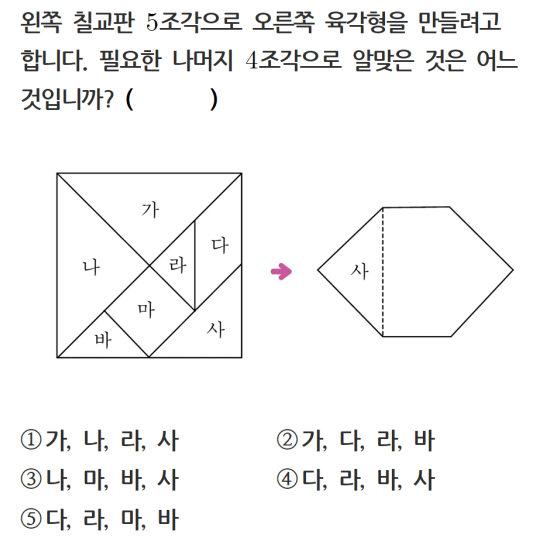 왼쪽 칠교판 5조각으로 오른쪽 육각형을 만들려고
합니다. 필요한 나머지 4조각으로 알맞은 것은 어느
것입니까? (          )
가
다
나
라
사
마
사
바
①가, 나, 라, 사 ②가, 다, 라, 바
③나, 마, 바, 사 ④다, 라, 바, 사
⑤다, 라, 마, 바